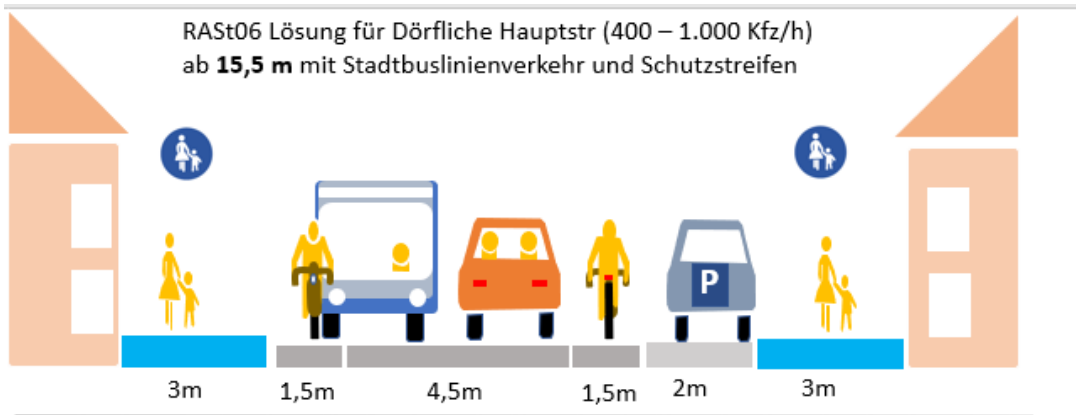 RASt06 Lösung für Dörfliche Hauptstr (400 – 1.000 Kfz/h)
ab 15,5 m mit Stadtbuslinienverkehr und Schutzstreifen
P
3m
1,5m
4,5m
1,5m
2m
3m